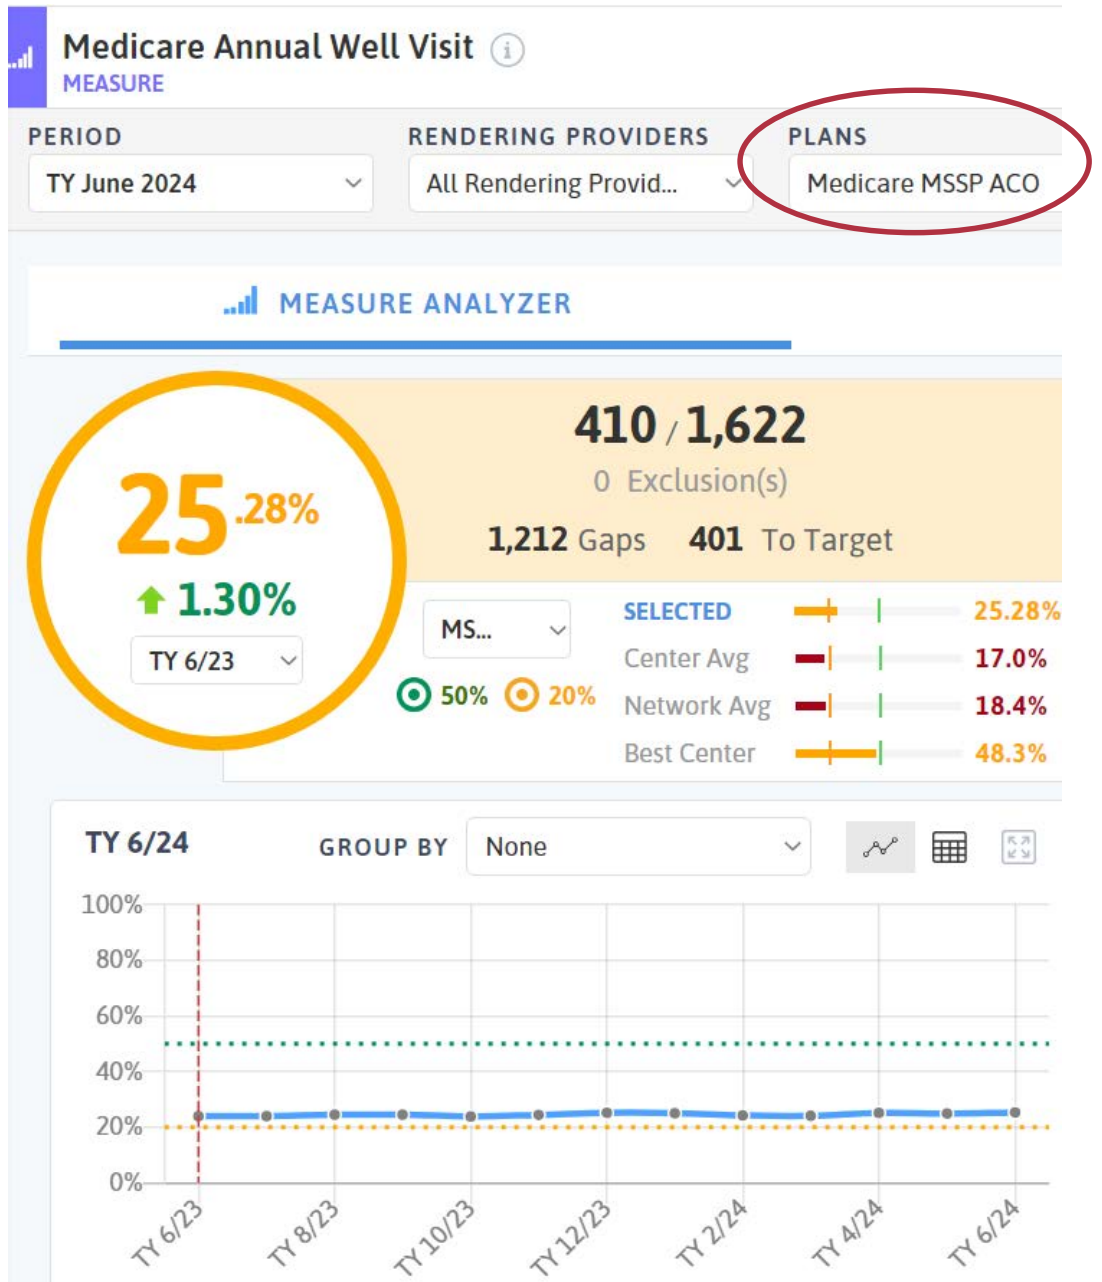 Medicare Annual Well Visit i
MEASURE
PERIOD RENDERING PROVIDERS PLANS
TY June 2024 All Rendering Provid... Medicare MSSP ACO
MEASURE ANALYZER
410 / 1,622
0 Exclusion(s)
1,212 Gaps 401 To Target
25.28%
1.30%
TY 6/23
MS...
50% 20%
SELECTED 25.28%
Center Avg 17.0%
Network Avg 18.4%
Best Center 48.3%
TY 6/24 GROUP BY None
100%
80%
60%
40%
20%
0%
TY 6/23 TY 8/23 TY 10/23 TY 12/23 TY 2/24 TY 4/24 TY 6/24